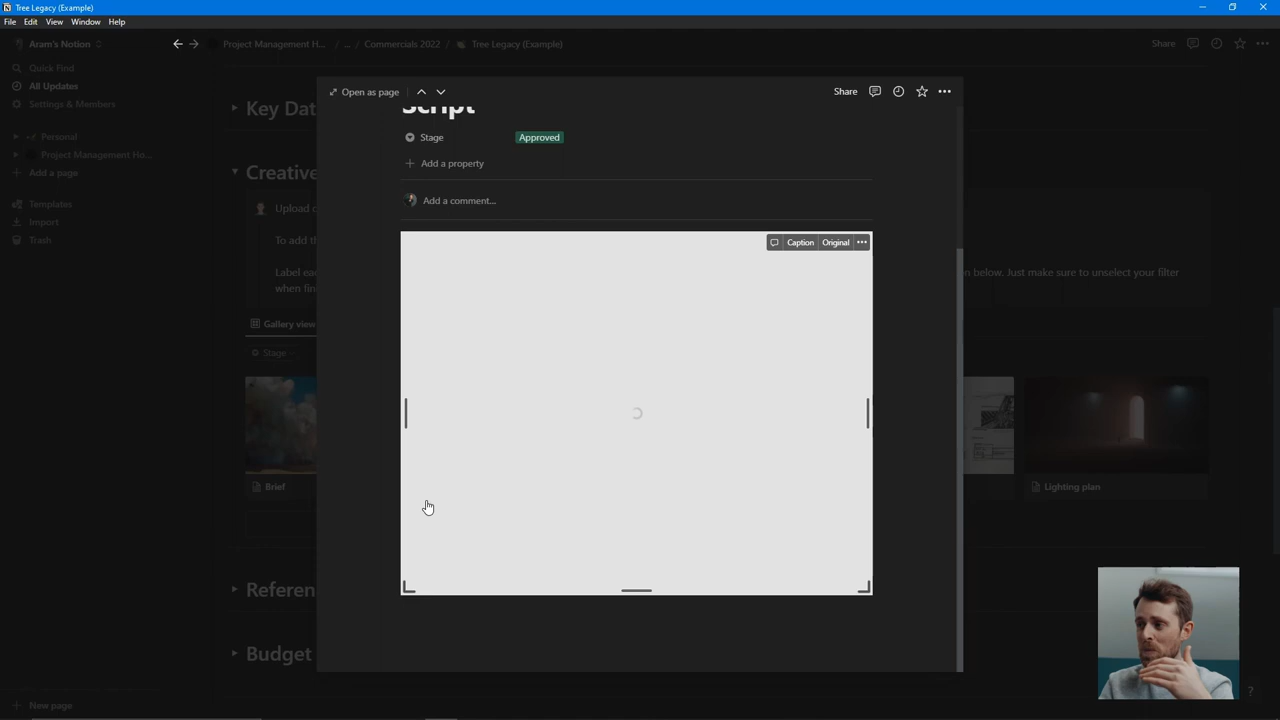 Tree Legacy (Example)
File Edit View Window Help
Aram's Notion
Project Management H... / ... / Commercials 2022 / Tree Legacy (Example)
Share
Quick Find
All Updates
Settings & Members
Personal
Project Management Ho...
Add a page
Templates
Import
Trash
New page
Key Dat
Creative
Upload c
To add th
Label eac
n below. Just make sure to unselect your filter
when fin
Gallery view
Stage
Brief
Lighting plan
Referen
Budget
Open as page
Share
Script
Stage
Approved
Add a property
Add a comment...
Caption Original
?